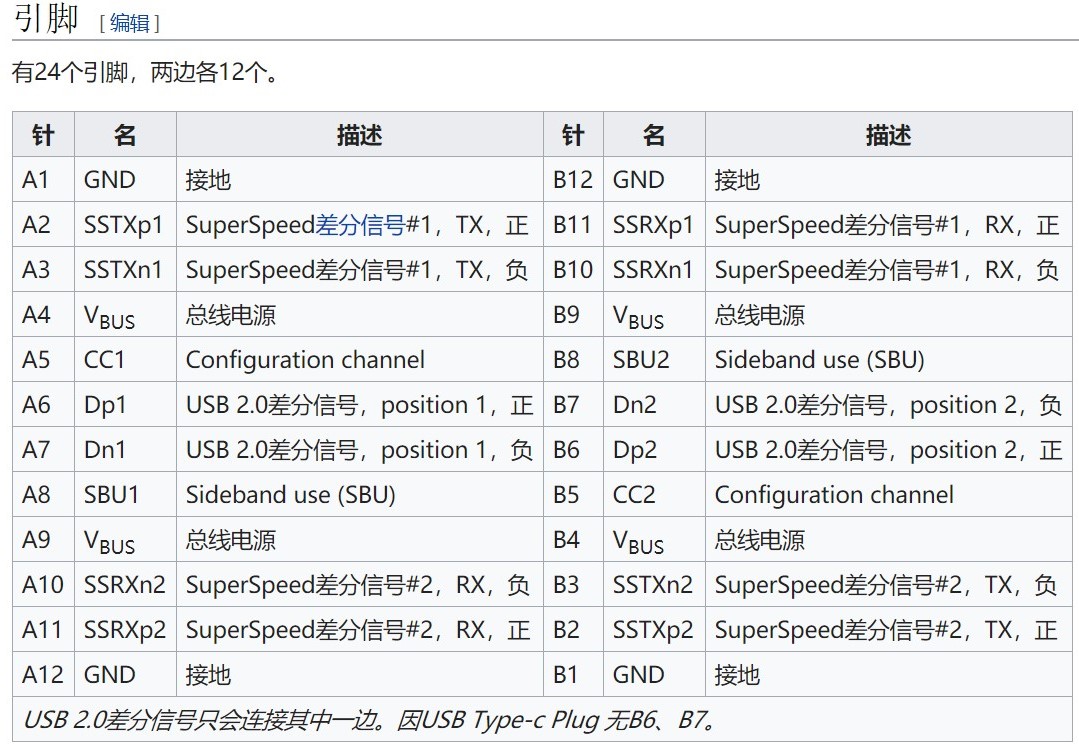 引脚 [编辑]
有24个引脚，两边各12个。
针 名 描述 针 名 描述
A1 GND 接地 B12 GND 接地
A2 SSTXp1 SuperSpeed差分信号#1，TX，正 B11 SSRXp1 SuperSpeed差分信号#1，RX，正
A3 SSTXn1 SuperSpeed差分信号#1，TX，负 B10 SSRXn1 SuperSpeed差分信号#1，RX，负
A4 VBUS 总线电源 B9 VBUS 总线电源
A5 CC1 Configuration channel B8 SBU2 Sideband use (SBU)
A6 Dp1 USB 2.0差分信号，position 1，正 B7 Dn2 USB 2.0差分信号，position 2，负
A7 Dn1 USB 2.0差分信号，position 1，负 B6 Dp2 USB 2.0差分信号，position 2，正
A8 SBU1 Sideband use (SBU) B5 CC2 Configuration channel
A9 VBUS 总线电源 B4 VBUS 总线电源
A10 SSRXn2 SuperSpeed差分信号#2，RX，负 B3 SSTXn2 SuperSpeed差分信号#2，TX，负
A11 SSRXp2 SuperSpeed差分信号#2，RX，正 B2 SSTXp2 SuperSpeed差分信号#2，TX，正
A12 GND 接地 B1 GND 接地
USB 2.0差分信号只会连接其中一边。因USB Type-c Plug 无B6、B7。